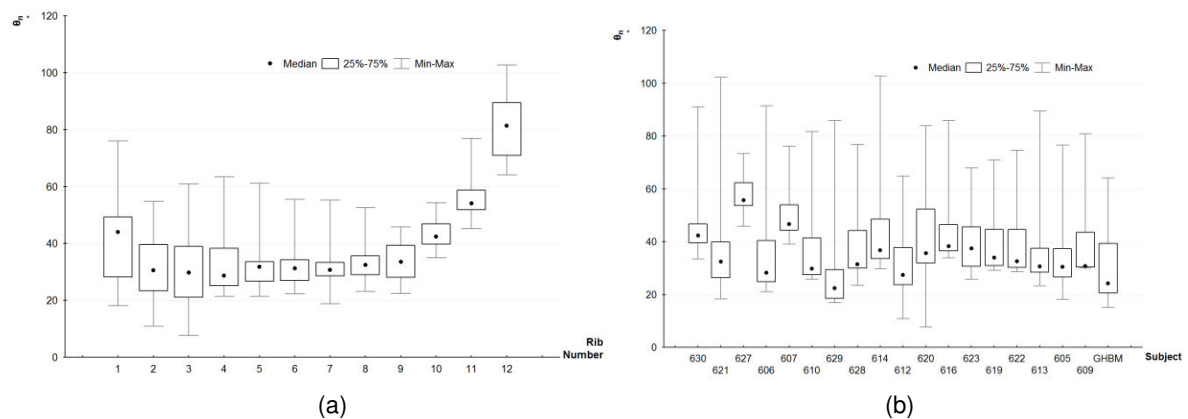 θn °
120
100
80
60
40
20
0
Median 25%-75% Min-Max
1 2 3 4 5 6 7 8 9 10 11 12
Rib
Number
(a)
θn °
120
100
80
60
40
20
0
Median 25%-75% Min-Max
630 627 607 629 614 620 623 622 605 GHBM
621 606 610 628 612 616 619 613 609
Subject
(b)